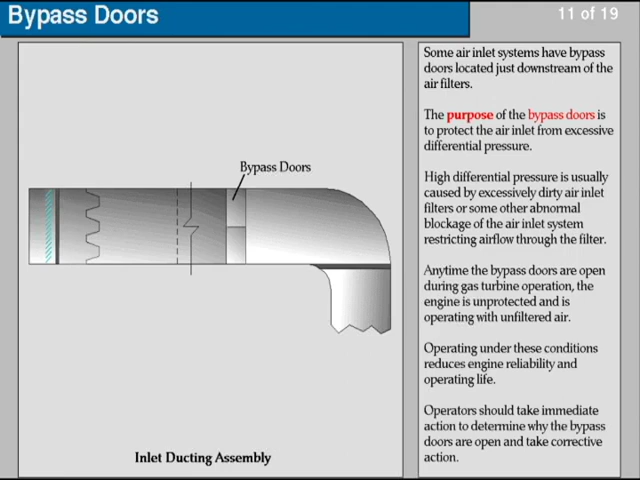 Bypass Doors
11 of 19
Some air inlet systems have bypass
doors located just downstream of the
air filters.
The purpose of the bypass doors is
to protect the air inlet from excessive
differential pressure.
High differential pressure is usually
caused by excessively dirty air inlet
filters or some other abnormal
blockage of the air inlet system
restricting airflow through the filter.
Anytime the bypass doors are open
during gas turbine operation, the
engine is unprotected and is
operating with unfiltered air.
Operating under these conditions
reduces engine reliability and
operating life.
Operators should take immediate
action to determine why the bypass
doors are open and take corrective
action.
Bypass Doors
Inlet Ducting Assembly